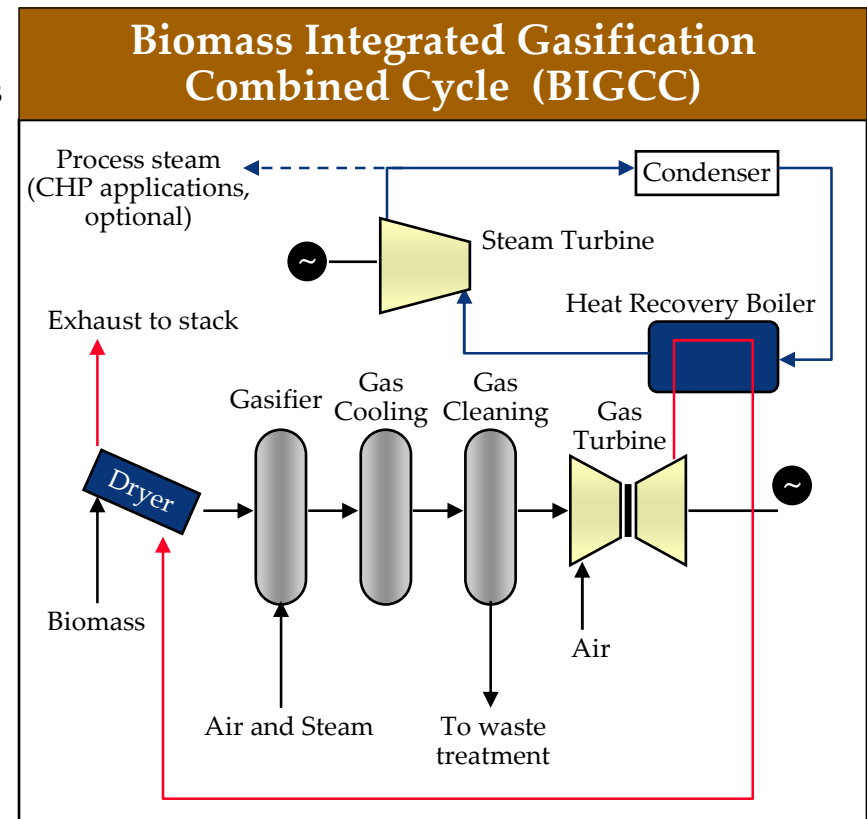 Biomass Integrated Gasification
Combined Cycle (BIGCC)
s
Process steam
(CHP applications,
optional)
Condenser
Steam Turbine
~
Heat Recovery Boiler
Exhaust to stack
Gasifier
Gas
Cooling
Gas
Cleaning
Gas
Turbine
Dryer
~
Biomass
Air
Air and Steam
To waste
treatment